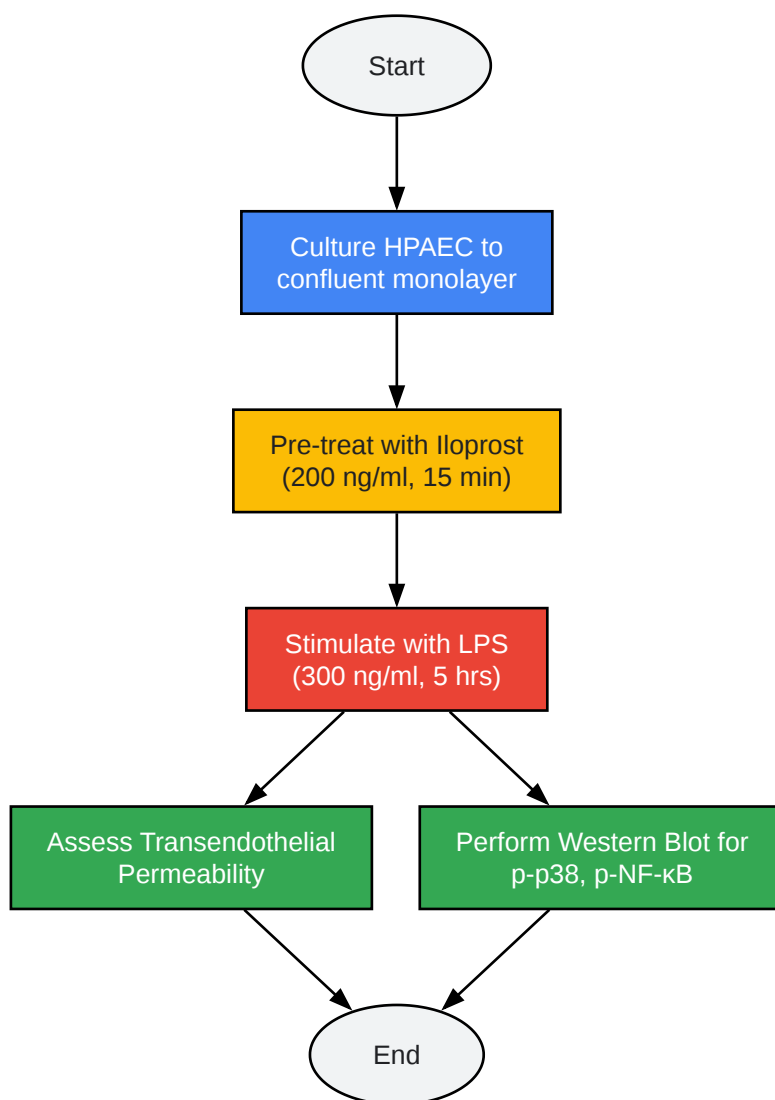 Start
Culture HPAEC to
confluent monolayer
Pre-treat with Iloprost
(200 ng/ml, 15 min)
Stimulate with LPS
(300 ng/ml, 5 hrs)
Assess Transendothelial
Permeability
Perform Western Blot for
p-p38, p-NF-κB
End